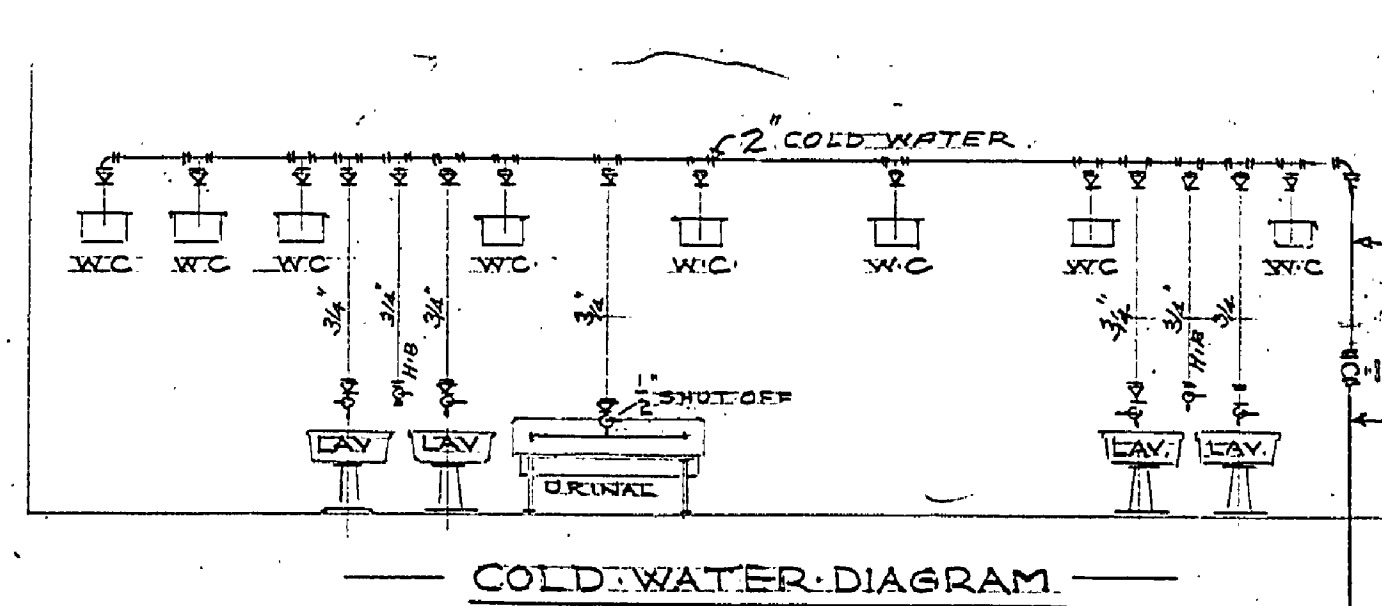 2" COLD WATER.
W.C W.C W.C W.C. W.C. W.C W.C W.C
3/4" 3/4" 3/4" 3/4" 3/4" 3/4" 3/4
H.B H.B
1/2" SHUT OFF
LAV LAV LAV. LAV.
URINAL
COLD·WATER·DIAGRAM